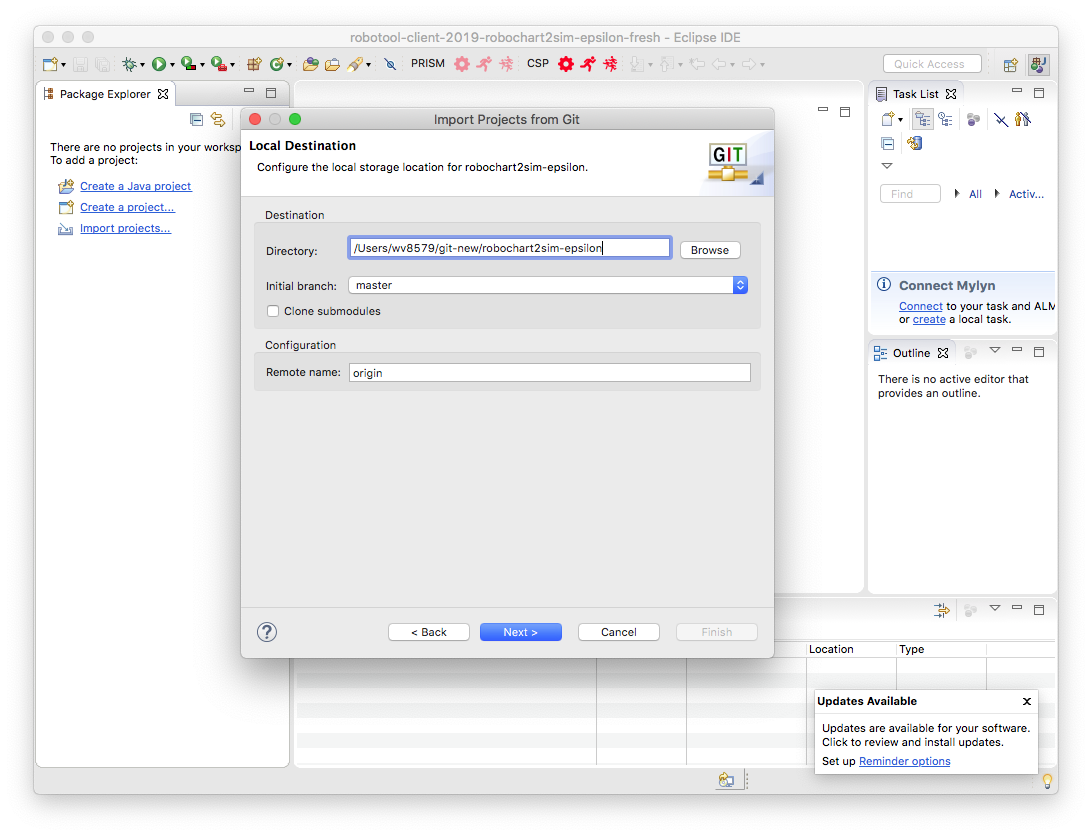 robotool-client-2019-robochart2sim-epsilon-fresh - Eclipse IDE
PRISM
CSP
Quick Access
Package Explorer
There are no projects in your worksp
To add a project:
Create a Java project
Create a project...
Import projects...
Import Projects from Git
Local Destination
Configure the local storage location for robochart2sim-epsilon.
GIT
Destination
Directory: /Users/wv8579/git-new/robochart2sim-epsilon Browse
Initial branch: master
Clone submodules
Configuration
Remote name: origin
?
< Back Next > Cancel Finish
Task List
Find All Activ...
Connect Mylyn
Connect to your task and ALM
or create a local task.
Outline
There is no active editor that
provides an outline.
Location Type
Updates Available
Updates are available for your software.
Click to review and install updates.
Set up Reminder options